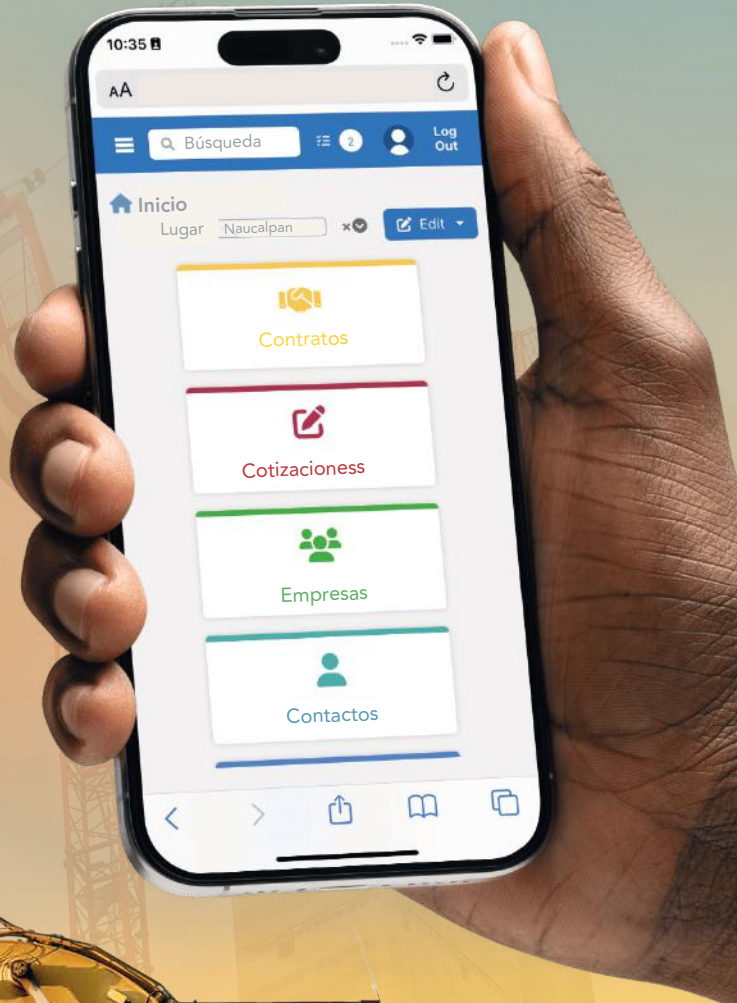 10:35
AA
Búsqueda
2
Log
Out
Inicio
Lugar Naucalpan
Edit
Contratos
Cotizacioness
Empresas
Contactos